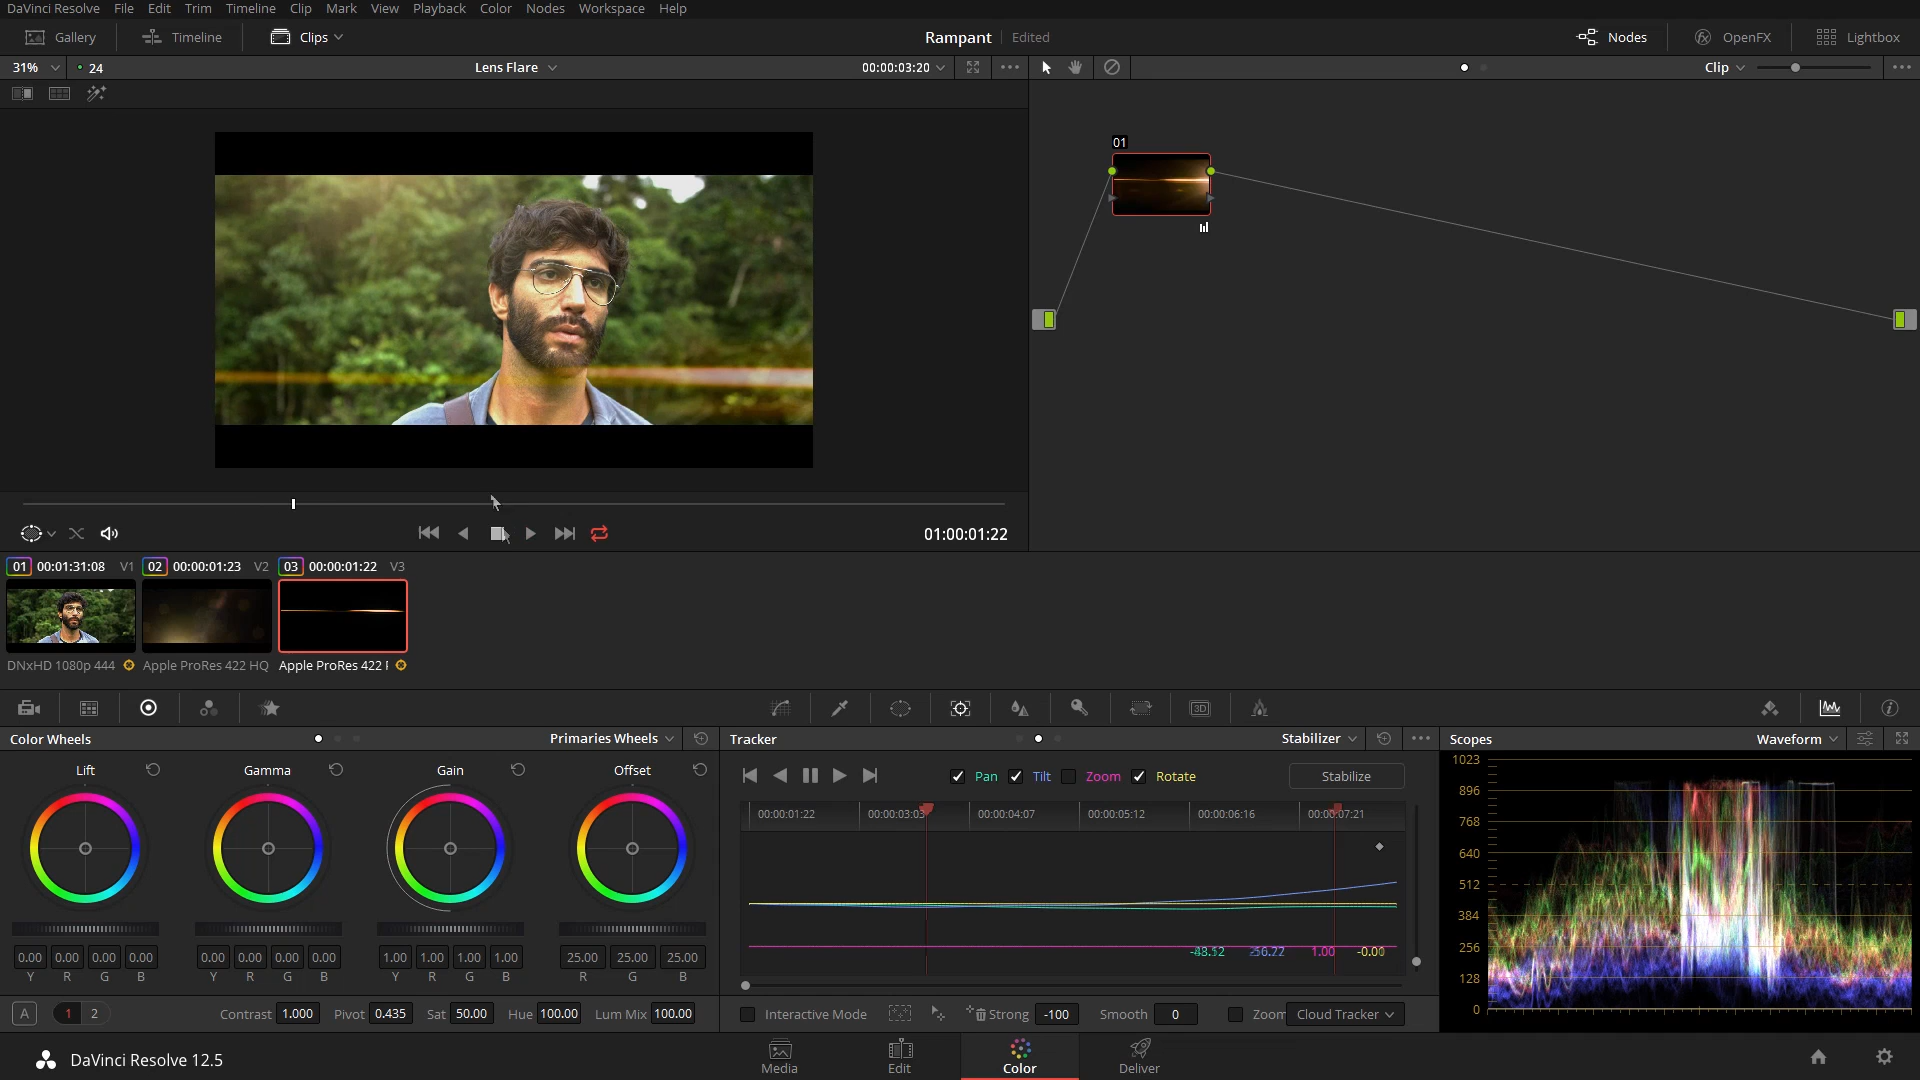 DaVinci Resolve File Edit Trim Timeline Clip Mark View Playback Color Nodes Workspace Help
Gallery Timeline Clips Rampant Edited Nodes OpenFX Lightbox
31% 24 Lens Flare 00:00:03:20 Clip
01
01:00:01:22
01 00:01:31:08 V1 02 00:00:01:23 V2 03 00:00:01:22 V3
DNxHD 1080p 444 Apple ProRes 422 HQ Apple ProRes 422
3D
Color Wheels Primaries Wheels Tracker Stabilizer Scopes Waveform
Lift Gamma Gain Offset Pan Tilt Zoom Rotate Stabilize
00:00:01:22 00:00:03:03 00:00:04:07 00:00:05:12 00:00:06:16 00:00:07:21
1023
896
768
640
512
384
256
128
0
0.00 0.00 0.00 0.00 0.00 0.00 0.00 0.00 1.00 1.00 1.00 1.00 25.00 25.00 25.00 1.00 -0.00
Y R G B Y R G B Y R G B R G B
A 1 2 Contrast 1.000 Pivot 0.435 Sat 50.00 Hue 100.00 Lum Mix 100.00 Interactive Mode Strong -100 Smooth 0 Zoom Cloud Tracker
DaVinci Resolve 12.5 Media Edit Color Deliver